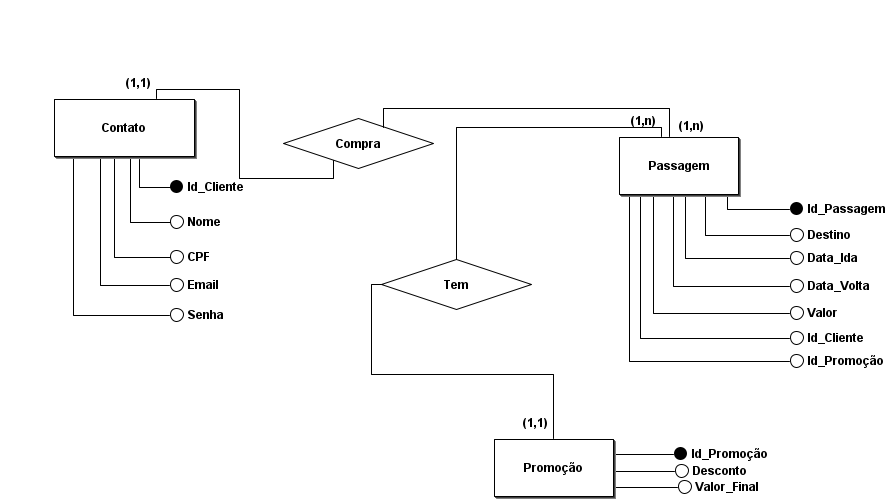 (1,1)
Contato
Compra
(1,n)
(1,n)
Passagem
Id_Cliente
Nome
CPF
Email
Senha
Id_Passagem
Destino
Data_Ida
Data_Volta
Valor
Id_Cliente
Id_Promoção
Tem
(1,1)
Promoção
Id_Promoção
Desconto
Valor_Final